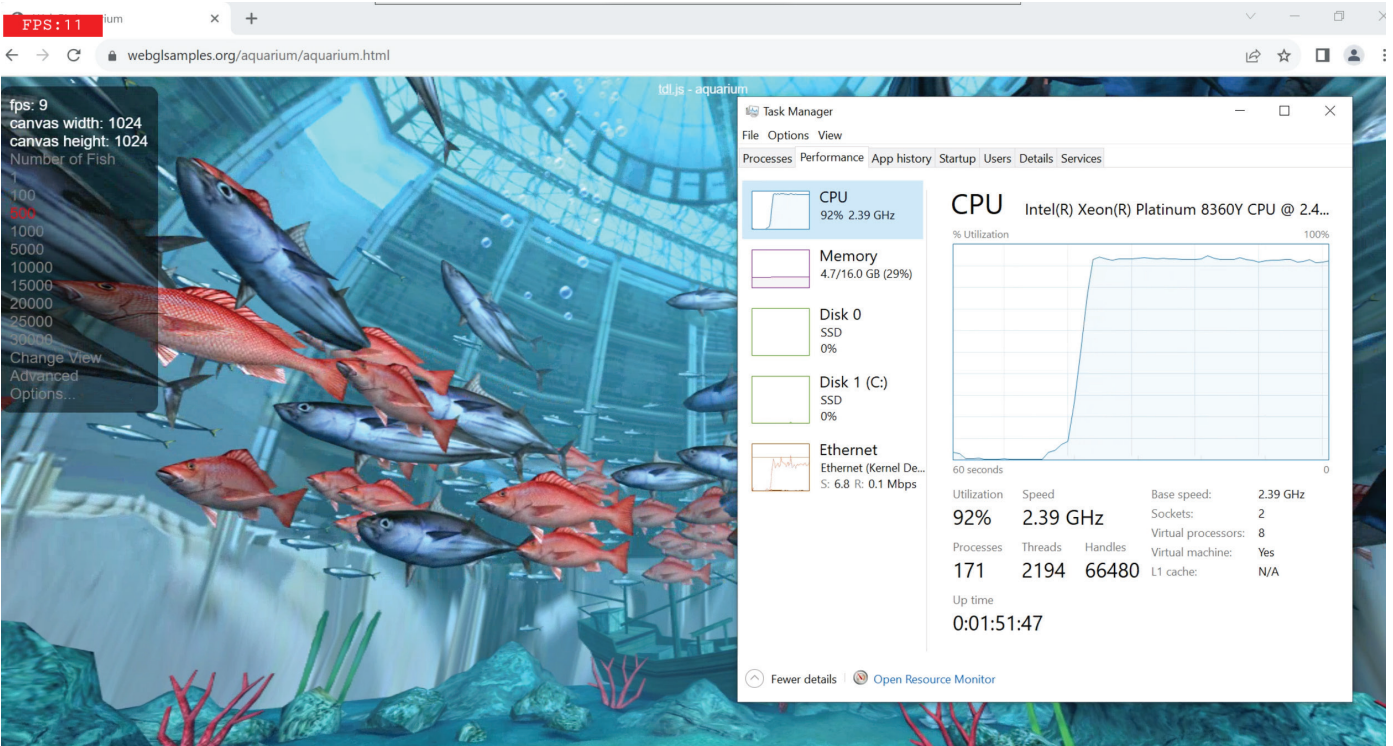 FPS:11
ium
webglsamples.org/aquarium/aquarium.html
tdl.js - aquarium
fps: 9
canvas width: 1024
canvas height: 1024
Number of Fish
1
100
500
1000
5000
10000
15000
20000
25000
30000
Change View
Advanced
Options...
Task Manager
File Options View
Processes Performance App history Startup Users Details Services
CPU
92% 2.39 GHz
Memory
4.7/16.0 GB (29%)
Disk 0
SSD
0%
Disk 1 (C:)
SSD
0%
Ethernet
Ethernet (Kernel De...
S: 6.8 R: 0.1 Mbps
CPU Intel(R) Xeon(R) Platinum 8360Y CPU @ 2.4...
% Utilization 100%
60 seconds 0
Utilization Speed
92% 2.39 GHz
Processes Threads Handles
171 2194 66480
Up time
0:01:51:47
Base speed: 2.39 GHz
Sockets: 2
Virtual processors: 8
Virtual machine: Yes
L1 cache: N/A
Fewer details Open Resource Monitor